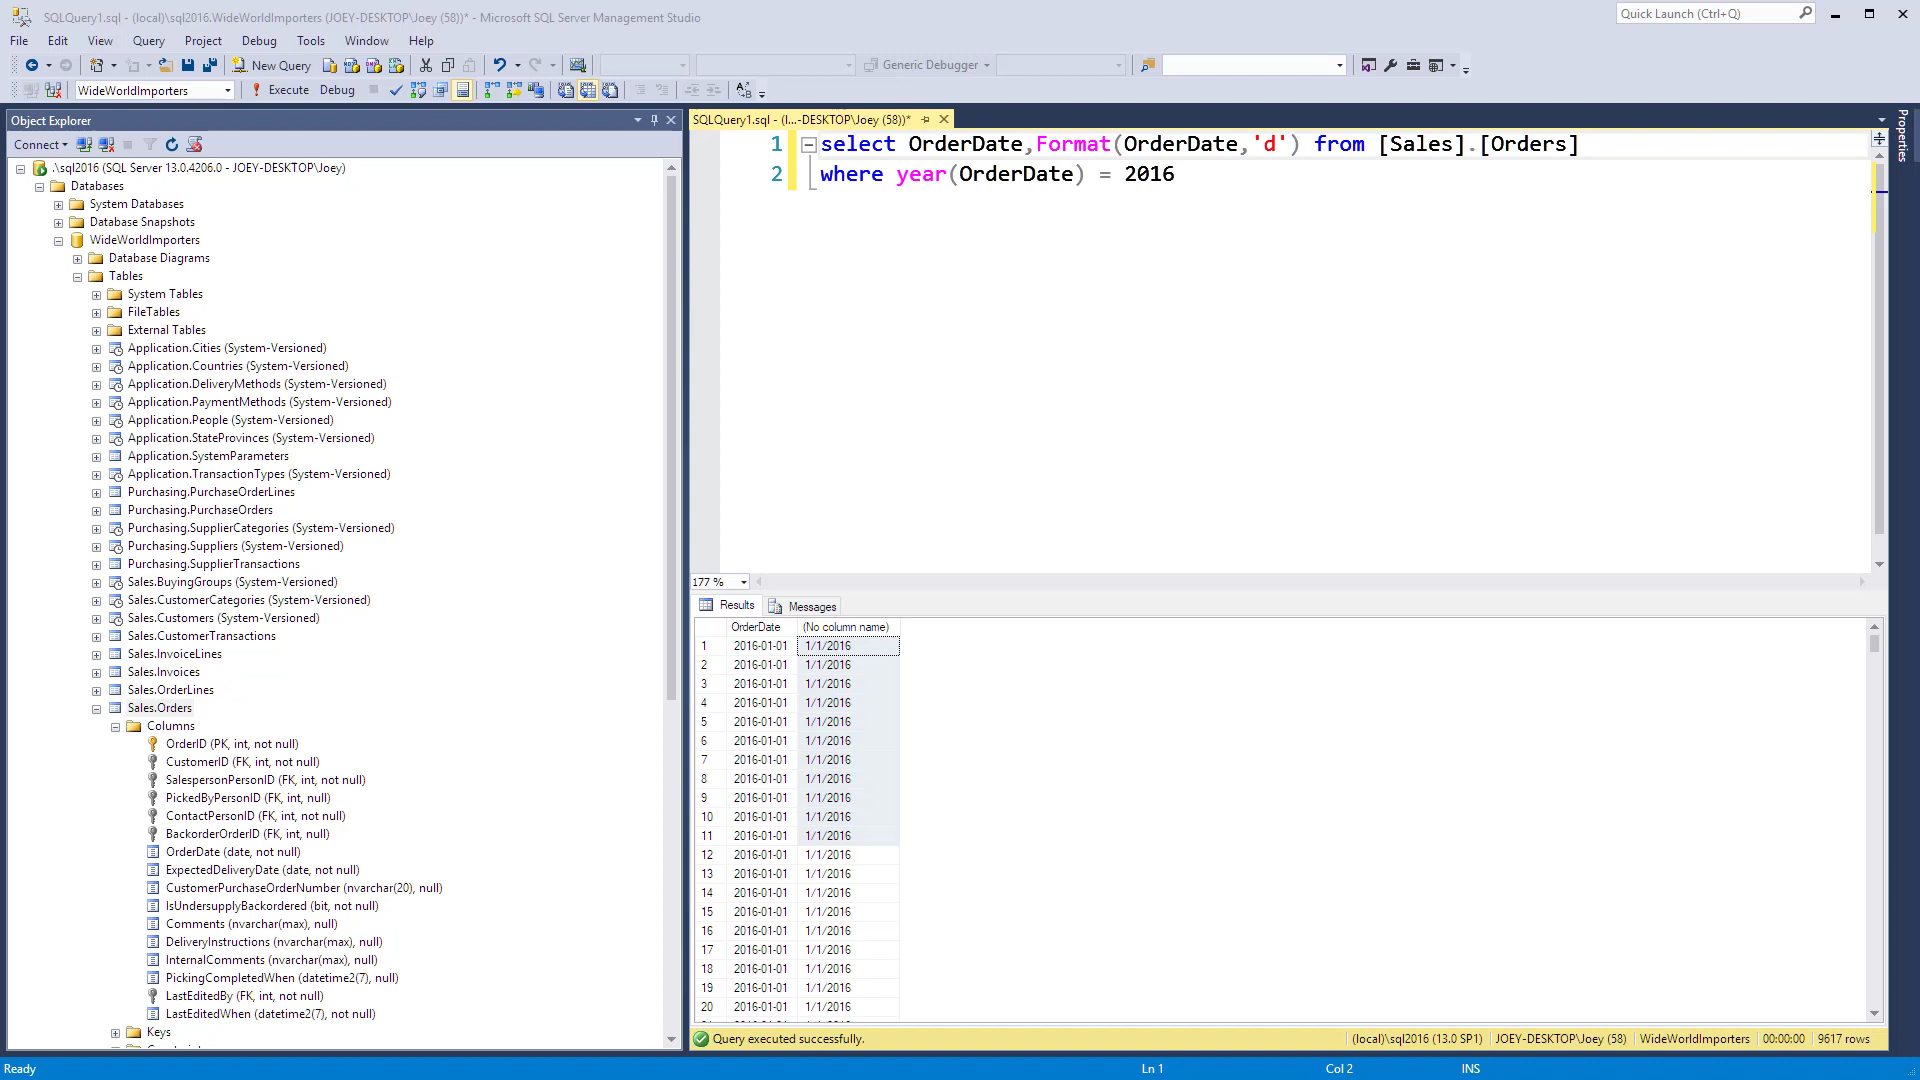 SQLQuery1.sql - (local)\sql2016.WideWorldImporters (JOEY-DESKTOP\Joey (58))* - Microsoft SQL Server Management Studio
Quick Launch (Ctrl+Q)
File Edit View Query Project Debug Tools Window Help
New Query
Generic Debugger
WideWorldImporters
Execute Debug
Object Explorer
Connect
.\sql2016 (SQL Server 13.0.4206.0 - JOEY-DESKTOP\Joey)
Databases
System Databases
Database Snapshots
WideWorldImporters
Database Diagrams
Tables
System Tables
FileTables
External Tables
Application.Cities (System-Versioned)
Application.Countries (System-Versioned)
Application.DeliveryMethods (System-Versioned)
Application.PaymentMethods (System-Versioned)
Application.People (System-Versioned)
Application.StateProvinces (System-Versioned)
Application.SystemParameters
Application.TransactionTypes (System-Versioned)
Purchasing.PurchaseOrderLines
Purchasing.PurchaseOrders
Purchasing.SupplierCategories (System-Versioned)
Purchasing.Suppliers (System-Versioned)
Purchasing.SupplierTransactions
Sales.BuyingGroups (System-Versioned)
Sales.CustomerCategories (System-Versioned)
Sales.Customers (System-Versioned)
Sales.CustomerTransactions
Sales.InvoiceLines
Sales.Invoices
Sales.OrderLines
Sales.Orders
Columns
OrderID (PK, int, not null)
CustomerID (FK, int, not null)
SalespersonPersonID (FK, int, not null)
PickedByPersonID (FK, int, null)
ContactPersonID (FK, int, not null)
BackorderOrderID (FK, int, null)
OrderDate (date, not null)
ExpectedDeliveryDate (date, not null)
CustomerPurchaseOrderNumber (nvarchar(20), null)
IsUndersupplyBackordered (bit, not null)
Comments (nvarchar(max), null)
DeliveryInstructions (nvarchar(max), null)
InternalComments (nvarchar(max), null)
PickingCompletedWhen (datetime2(7), null)
LastEditedBy (FK, int, not null)
LastEditedWhen (datetime2(7), not null)
Keys
SQLQuery1.sql - (l...-DESKTOP\Joey (58))*
1 select OrderDate,Format(OrderDate,'d') from [Sales].[Orders]
2 where year(OrderDate) = 2016
Properties
177 %
Results Messages
OrderDate (No column name)
1 2016-01-01 1/1/2016
2 2016-01-01 1/1/2016
3 2016-01-01 1/1/2016
4 2016-01-01 1/1/2016
5 2016-01-01 1/1/2016
6 2016-01-01 1/1/2016
7 2016-01-01 1/1/2016
8 2016-01-01 1/1/2016
9 2016-01-01 1/1/2016
10 2016-01-01 1/1/2016
11 2016-01-01 1/1/2016
12 2016-01-01 1/1/2016
13 2016-01-01 1/1/2016
14 2016-01-01 1/1/2016
15 2016-01-01 1/1/2016
16 2016-01-01 1/1/2016
17 2016-01-01 1/1/2016
18 2016-01-01 1/1/2016
19 2016-01-01 1/1/2016
20 2016-01-01 1/1/2016
Query executed successfully.
(local)\sql2016 (13.0 SP1) JOEY-DESKTOP\Joey (58) WideWorldImporters 00:00:00 9617 rows
Ready Ln 1 Col 2 INS